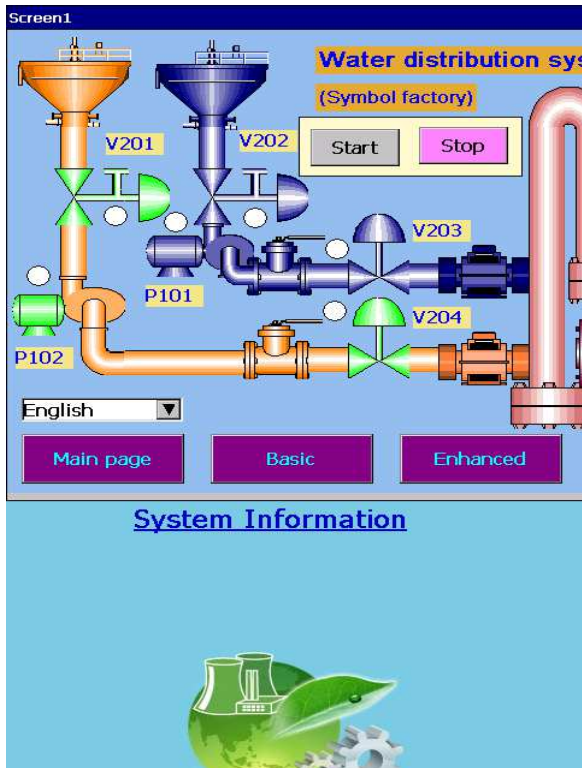 Screen1
Water distribution sys
(Symbol factory)
V201
V202
Start
Stop
V203
P101
V204
P102
English
Main page
Basic
Enhanced
System Information